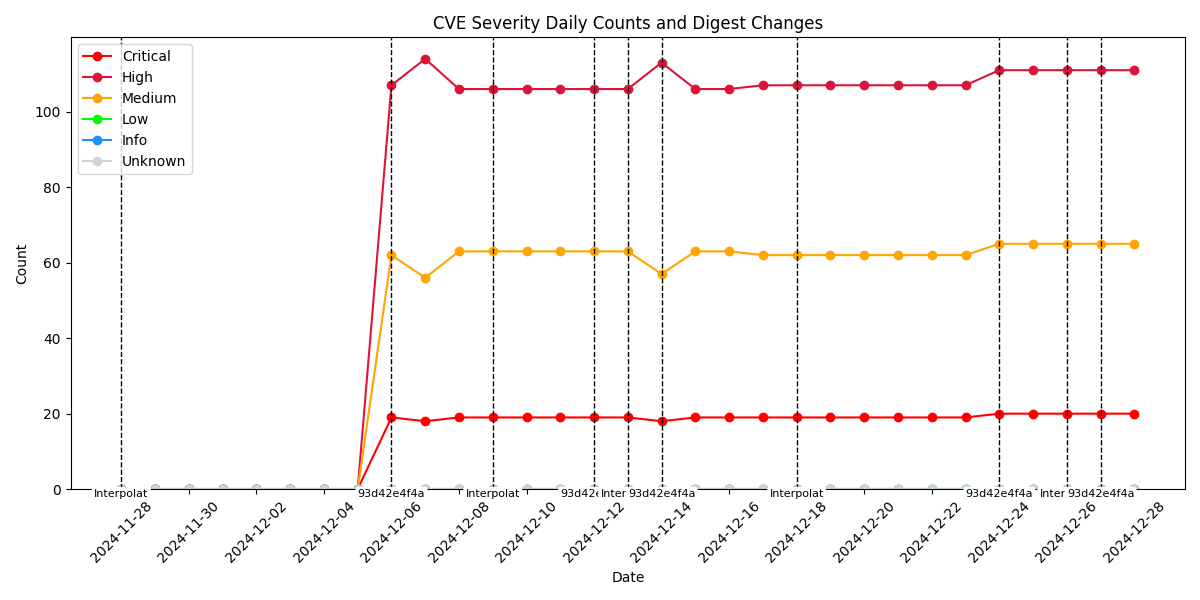 CVE Severity Daily Counts and Digest Changes
Critical
High
Medium
Low
Info
Unknown
Count
100
80
60
40
20
0
Interpolat
93d42e4f4a
Interpolat
93d42e
Inter
93d42e4f4a
Interpolat
93d42e4f4a
Inter
93d42e4f4a
2024-11-28
2024-11-30
2024-12-02
2024-12-04
2024-12-06
2024-12-08
2024-12-10
2024-12-12
2024-12-14
2024-12-16
2024-12-18
2024-12-20
2024-12-22
2024-12-24
2024-12-26
2024-12-28
Date